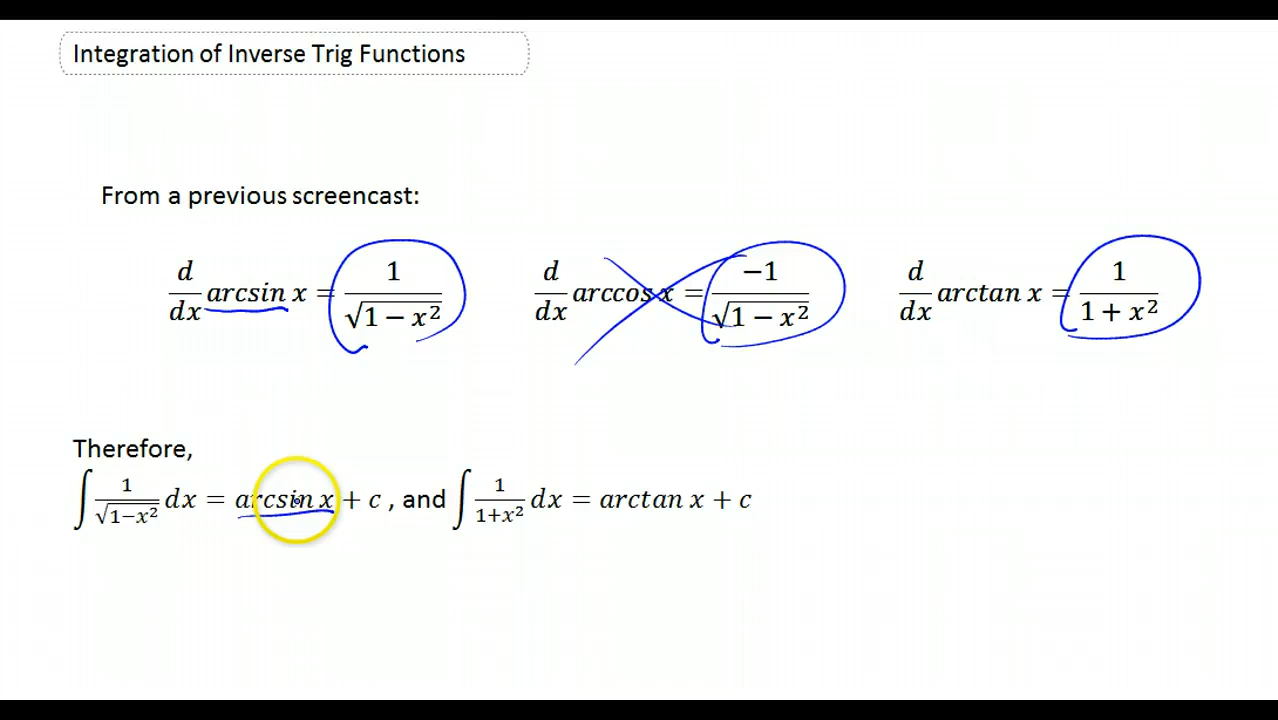 Integration of Inverse Trig Functions
From a previous screencast:
d/dx arcsin x = 1/√(1 − x²)   d/dx arccos x = −1/√(1 − x²)   d/dx arctan x = 1/(1 + x²)
Therefore,
∫ 1/√(1−x²) dx = arcsin x + c , and ∫ 1/(1+x²) dx = arctan x + c